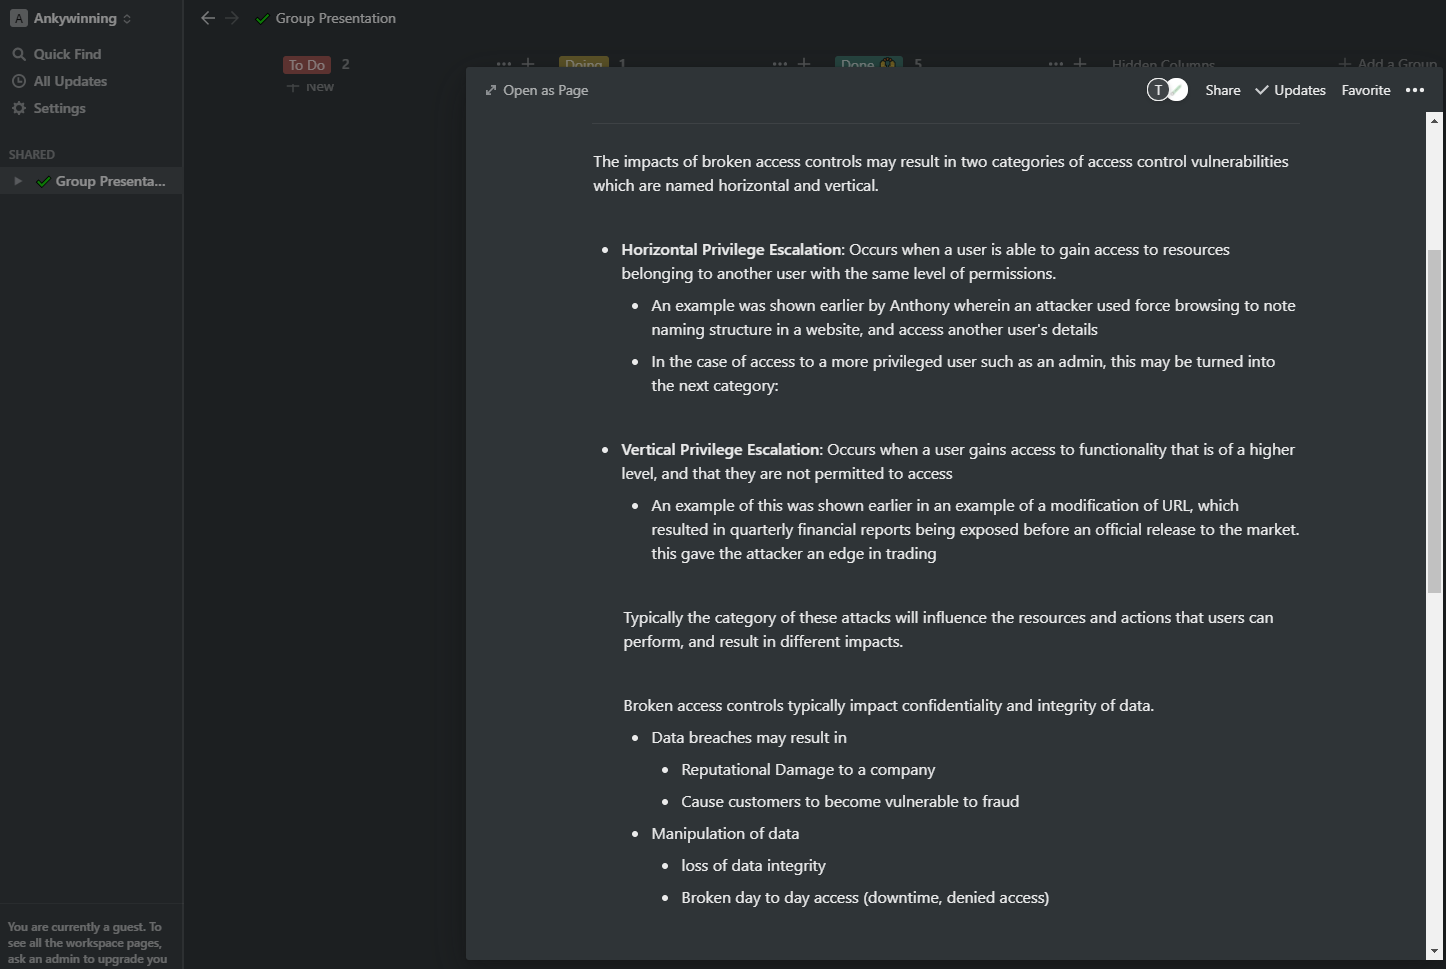 A Ankywinning
Quick Find
All Updates
Settings
SHARED
Group Presenta...
You are currently a guest. To
see all the workspace pages,
ask an admin to upgrade you
Group Presentation
To Do 2
New
Doing 1
Done 5
Hidden Columns
Add a Group
Open as Page
T
Share
Updates
Favorite
The impacts of broken access controls may result in two categories of access control vulnerabilities
which are named horizontal and vertical.
• Horizontal Privilege Escalation: Occurs when a user is able to gain access to resources
belonging to another user with the same level of permissions.
• An example was shown earlier by Anthony wherein an attacker used force browsing to note
naming structure in a website, and access another user's details
• In the case of access to a more privileged user such as an admin, this may be turned into
the next category:
• Vertical Privilege Escalation: Occurs when a user gains access to functionality that is of a higher
level, and that they are not permitted to access
• An example of this was shown earlier in an example of a modification of URL, which
resulted in quarterly financial reports being exposed before an official release to the market.
this gave the attacker an edge in trading
Typically the category of these attacks will influence the resources and actions that users can
perform, and result in different impacts.
Broken access controls typically impact confidentiality and integrity of data.
• Data breaches may result in
• Reputational Damage to a company
• Cause customers to become vulnerable to fraud
• Manipulation of data
• loss of data integrity
• Broken day to day access (downtime, denied access)